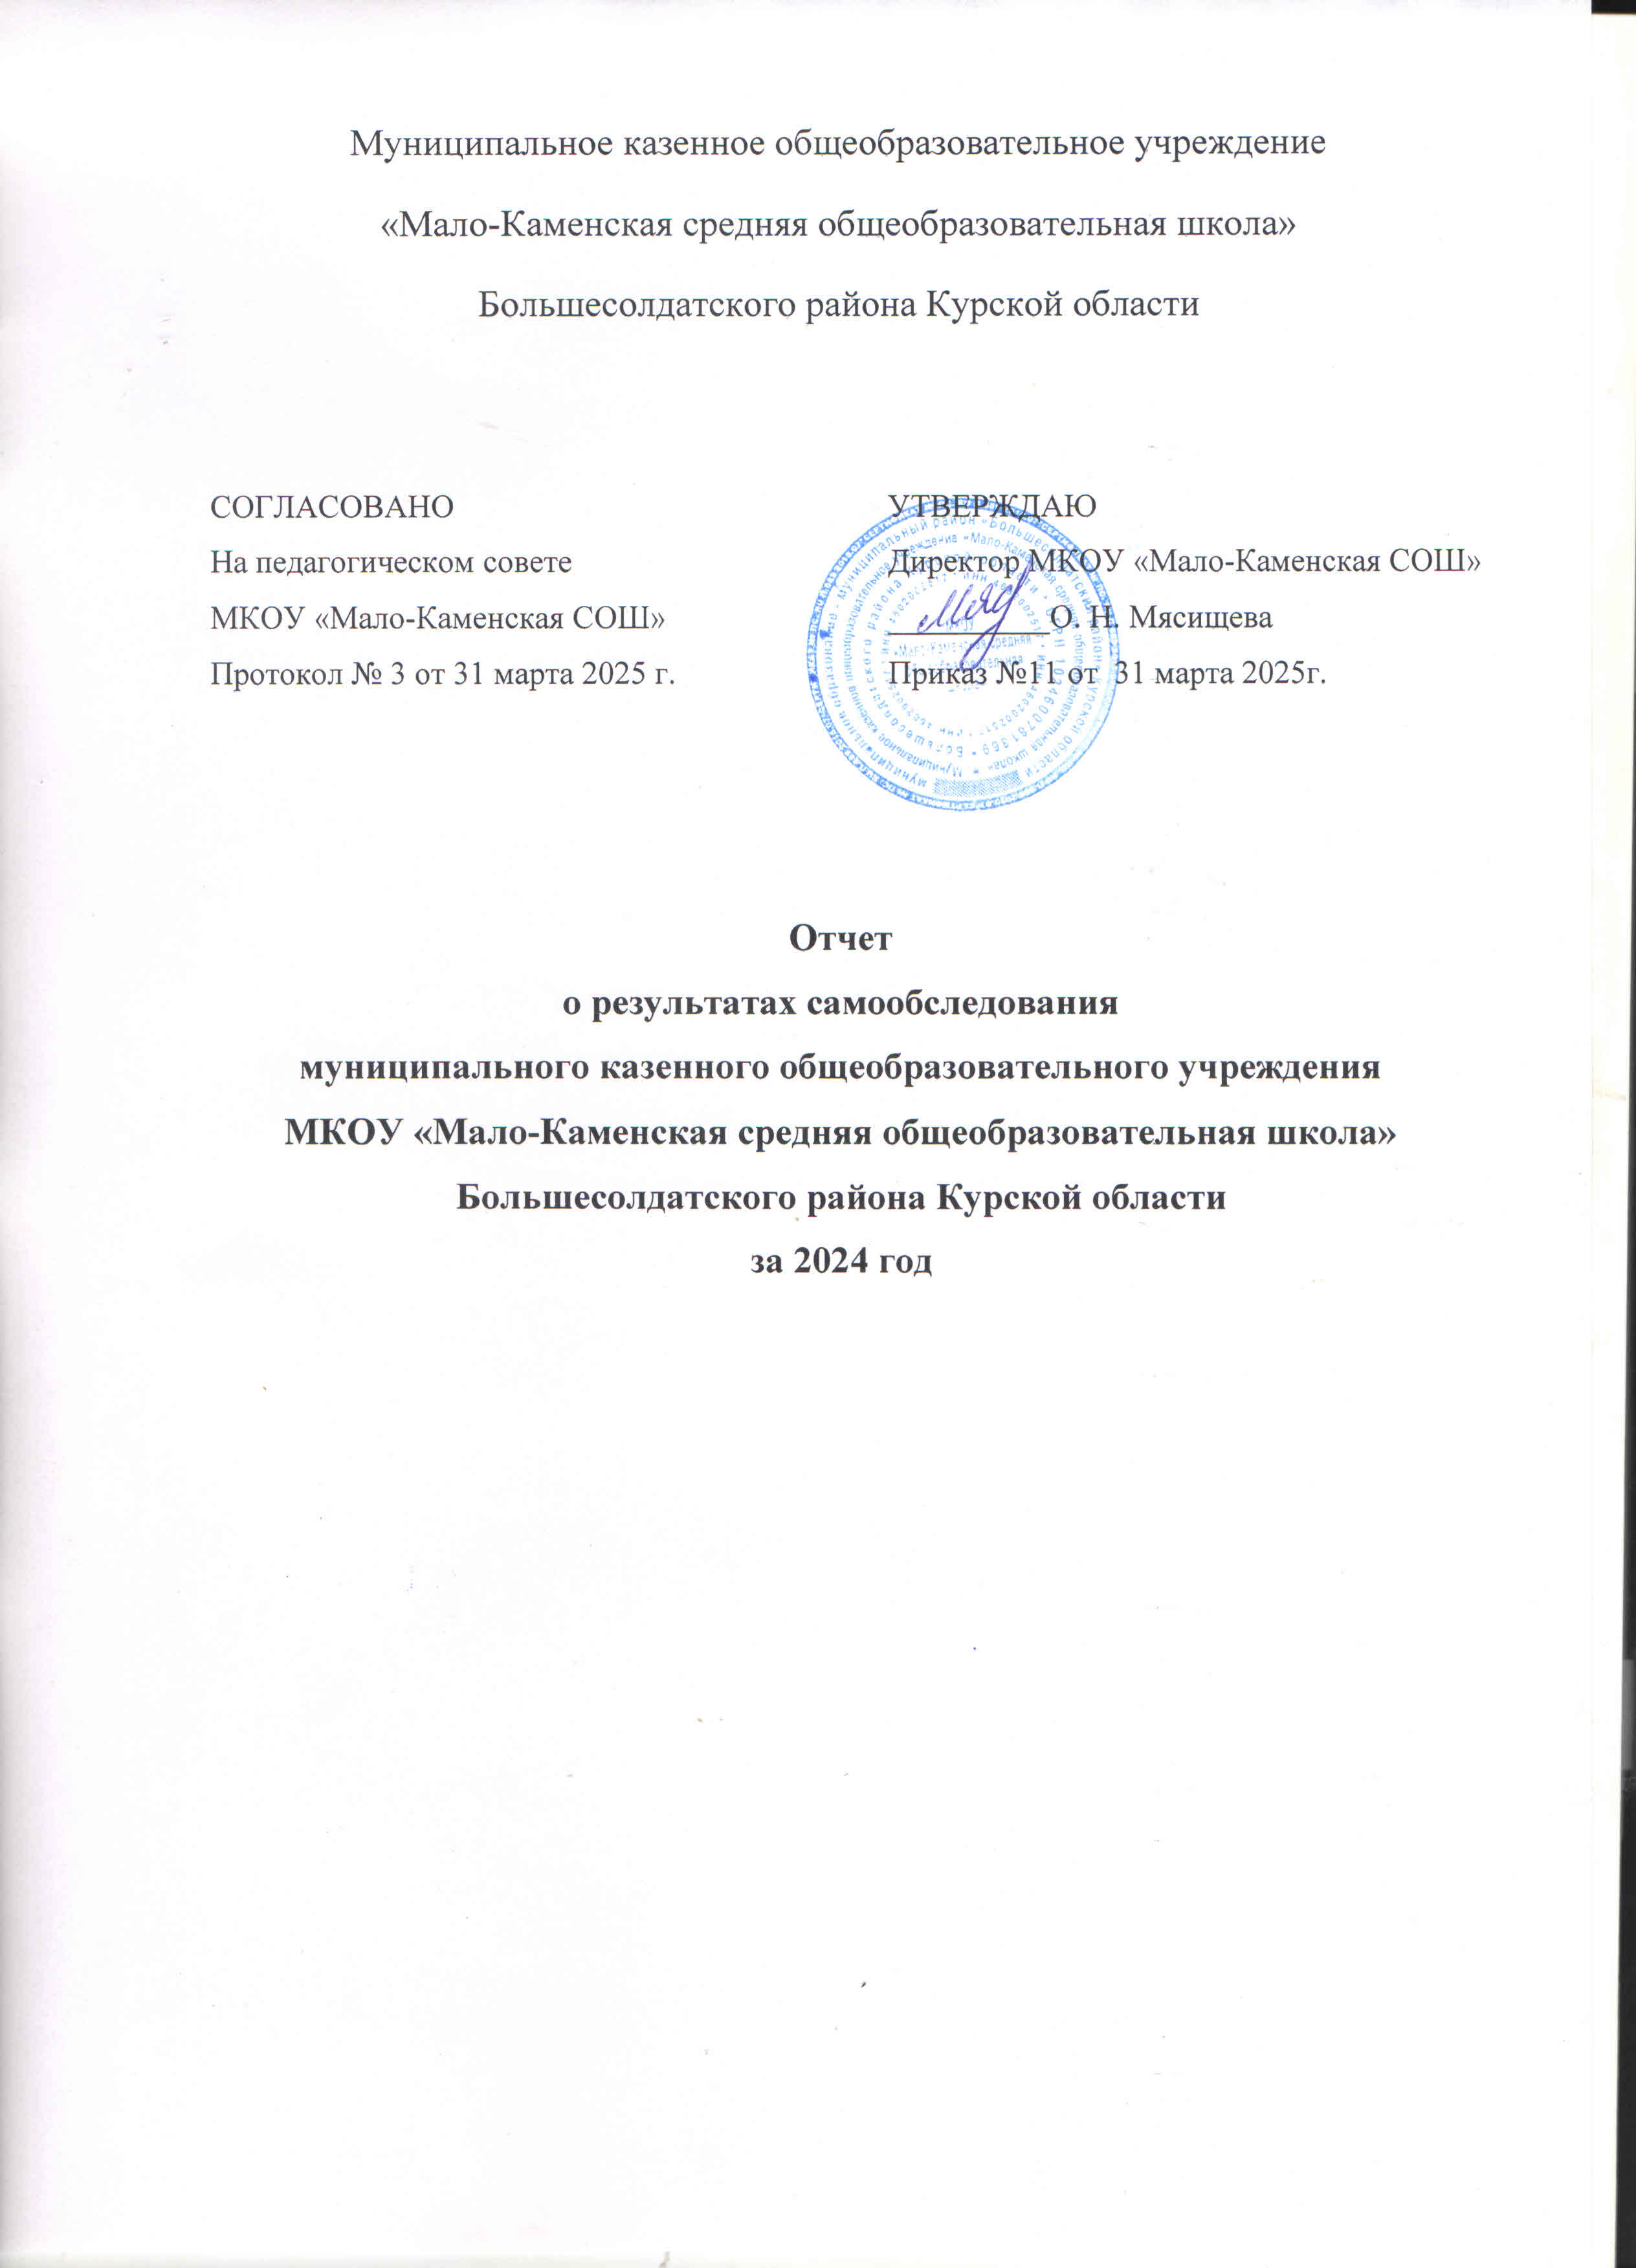 Муниципальное казенное общеобразовательное учреждение
«Мало-Каменская средняя общеобразовательная школа»
Большесолдатского района Курской области
СОГЛАСОВАНО
На педагогическом совете
МКОУ «Мало-Каменская СОШ»
Протокол № 3 от 31 марта 2025 г.
УТВЕРЖДАЮ
Директор МКОУ «Мало-Каменская СОШ»
О. Н. Мясищева
Приказ №11 от 31 марта 2025г.
Отчет
о результатах самообследования
муниципального казенного общеобразовательного учреждения
МКОУ «Мало-Каменская средняя общеобразовательная школа»
Большесолдатского района Курской области
за 2024 год